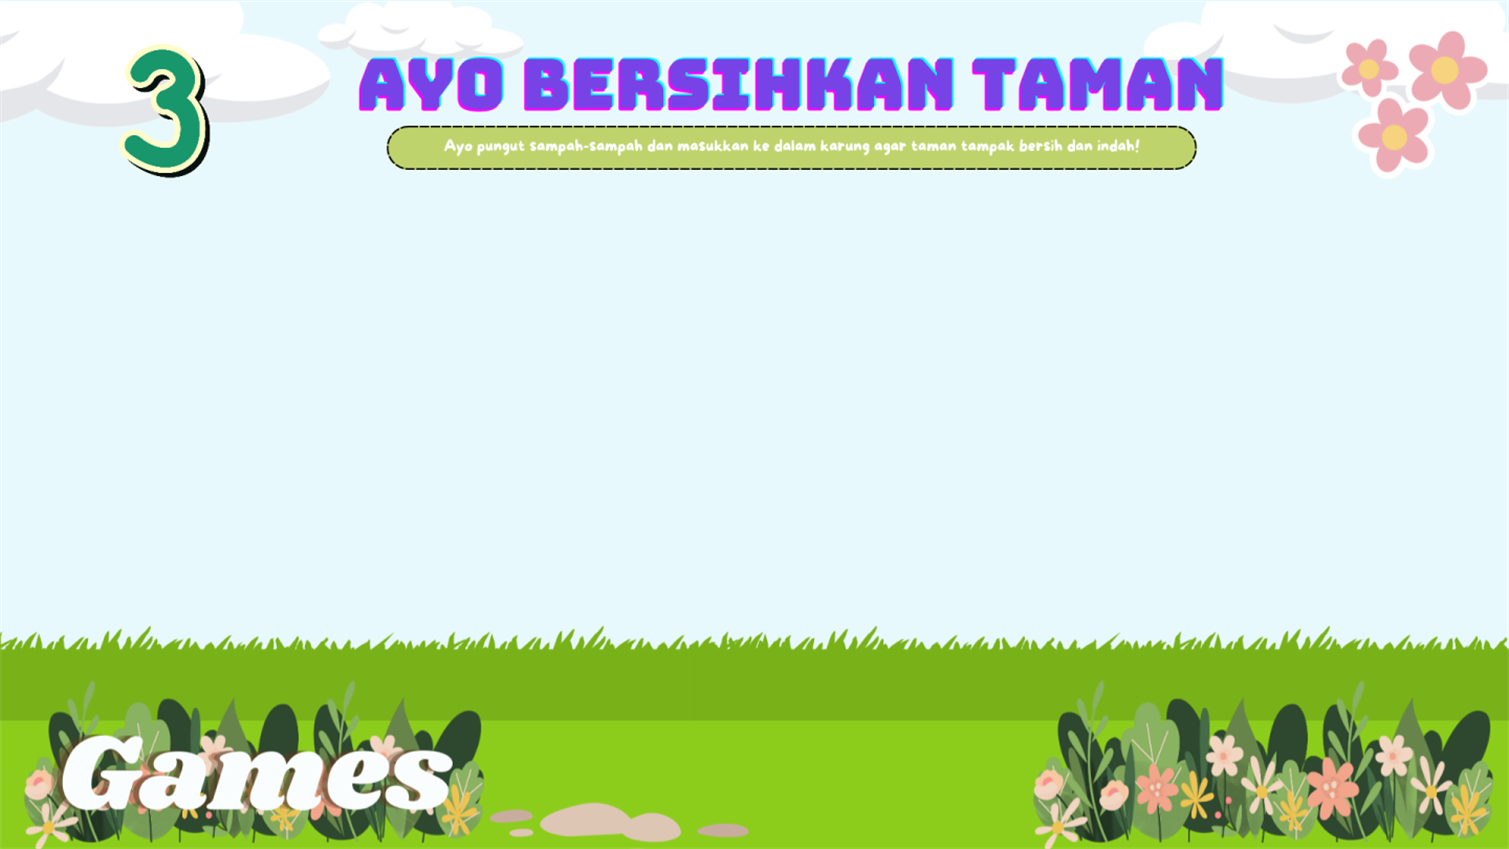 3
AYO BERSIHKAN TAMAN
Ayo pungut sampah-sampah dan masukkan ke dalam karung agar taman tampak bersih dan indah!
Games